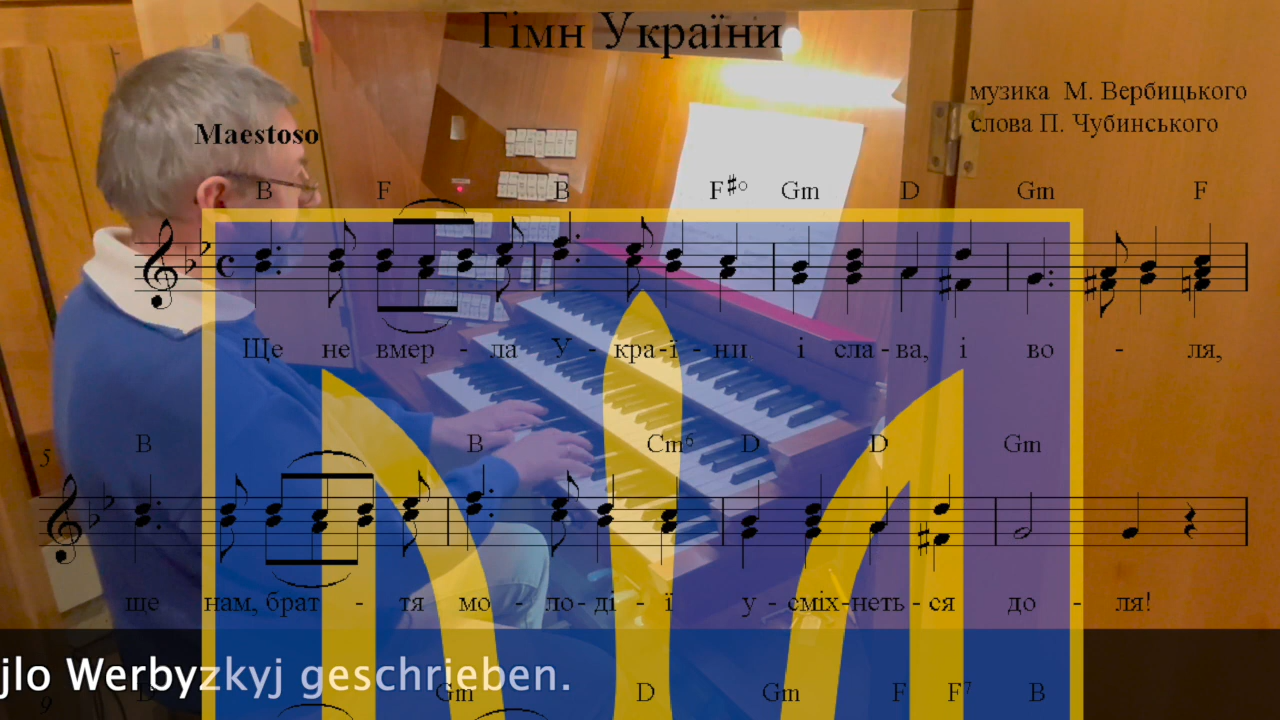 Гімн України
музика М. Вербицького
слова П. Чубинського
Maestoso
B F B F#° Gm D Gm F
Ще не вмер - ла У - кра-ї - ни, і сла-ва, і во - ля,
5
B B Cm6 D D Gm
ще нам, брат - тя мо - ло-ді - ї у - сміх-неть-ся до - ля!
jlo Werbyzkyj geschrieben.
9
Gm D Gm F F7 B